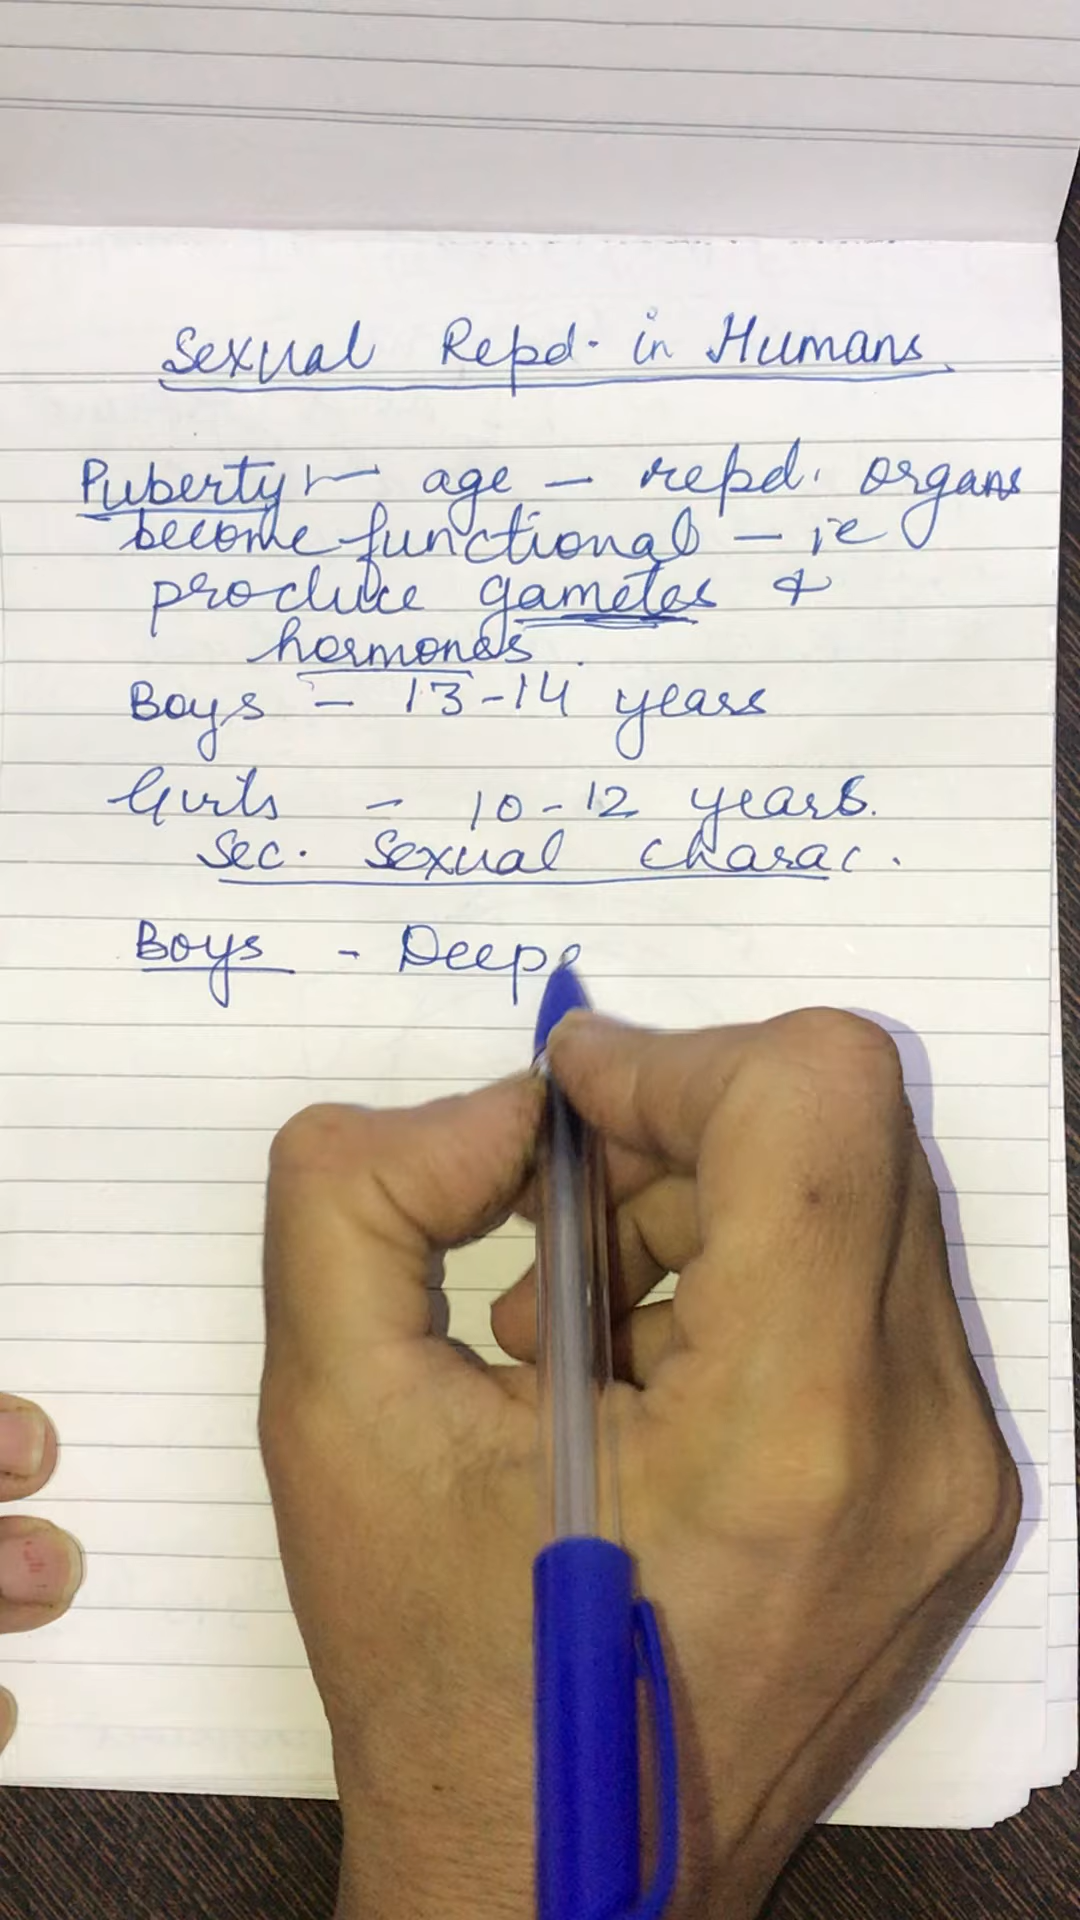 Sexual Repd. in Humans
Puberty :- age - repd. organs
become functional - ie
produce gametes &
hormones.
Boys - 13-14 years
Girls - 10-12 years.
Sec. Sexual Charac.
Boys - Deepe